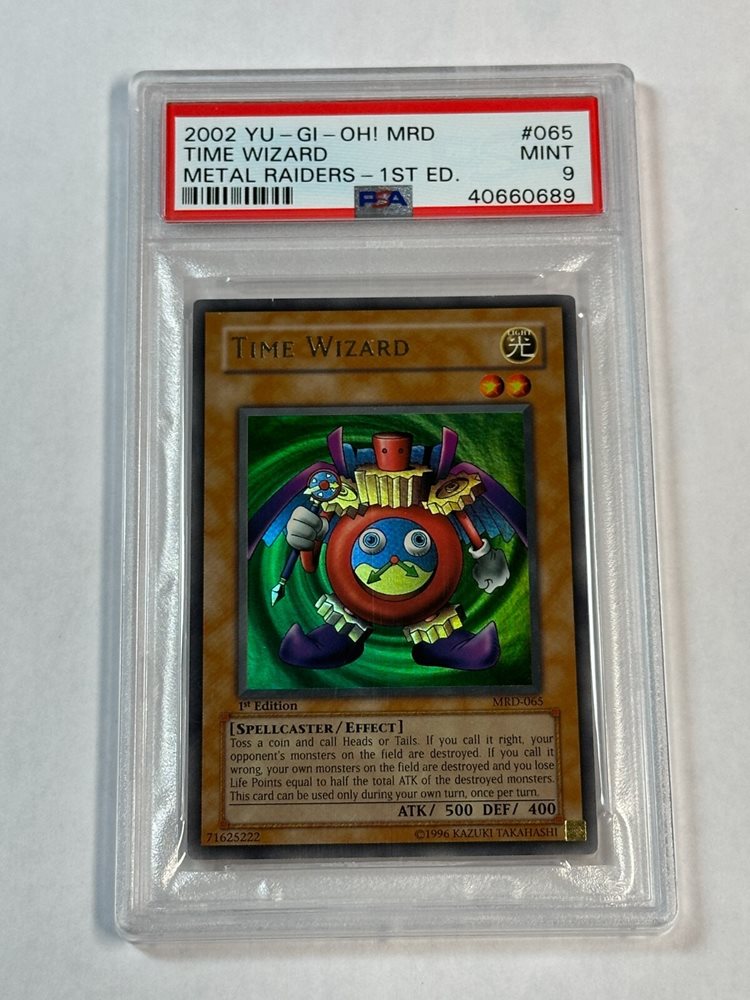 2002 YU-GI-OH! MRD #065
TIME WIZARD MINT
METAL RAIDERS-1ST ED. 9
PSA 40660689
TIME WIZARD
LIGHT
光
1st Edition MRD-065
[SPELLCASTER/EFFECT]
Toss a coin and call Heads or Tails. If you call it right, your
opponent's monsters on the field are destroyed. If you call it
wrong, your own monsters on the field are destroyed and you lose
Life Points equal to half the total ATK of the destroyed monsters.
This card can be used only during your own turn, once per turn.
ATK/ 500 DEF/ 400
71625222 ©1996 KAZUKI TAKAHASHI